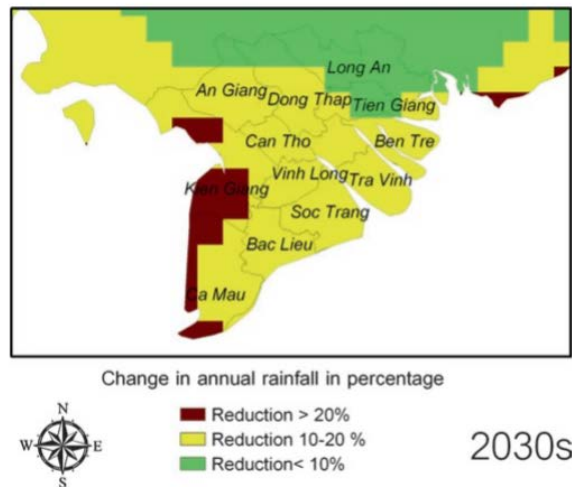 Long An
An Giang
Dong Thap
Tien Giang
Can Tho
Ben Tre
Vinh Long
Tra Vinh
Kien Giang
Soc Trang
Bac Lieu
Ca Mau
Change in annual rainfall in percentage
N
W E
S
Reduction > 20%
Reduction 10-20 %
Reduction< 10%
2030s